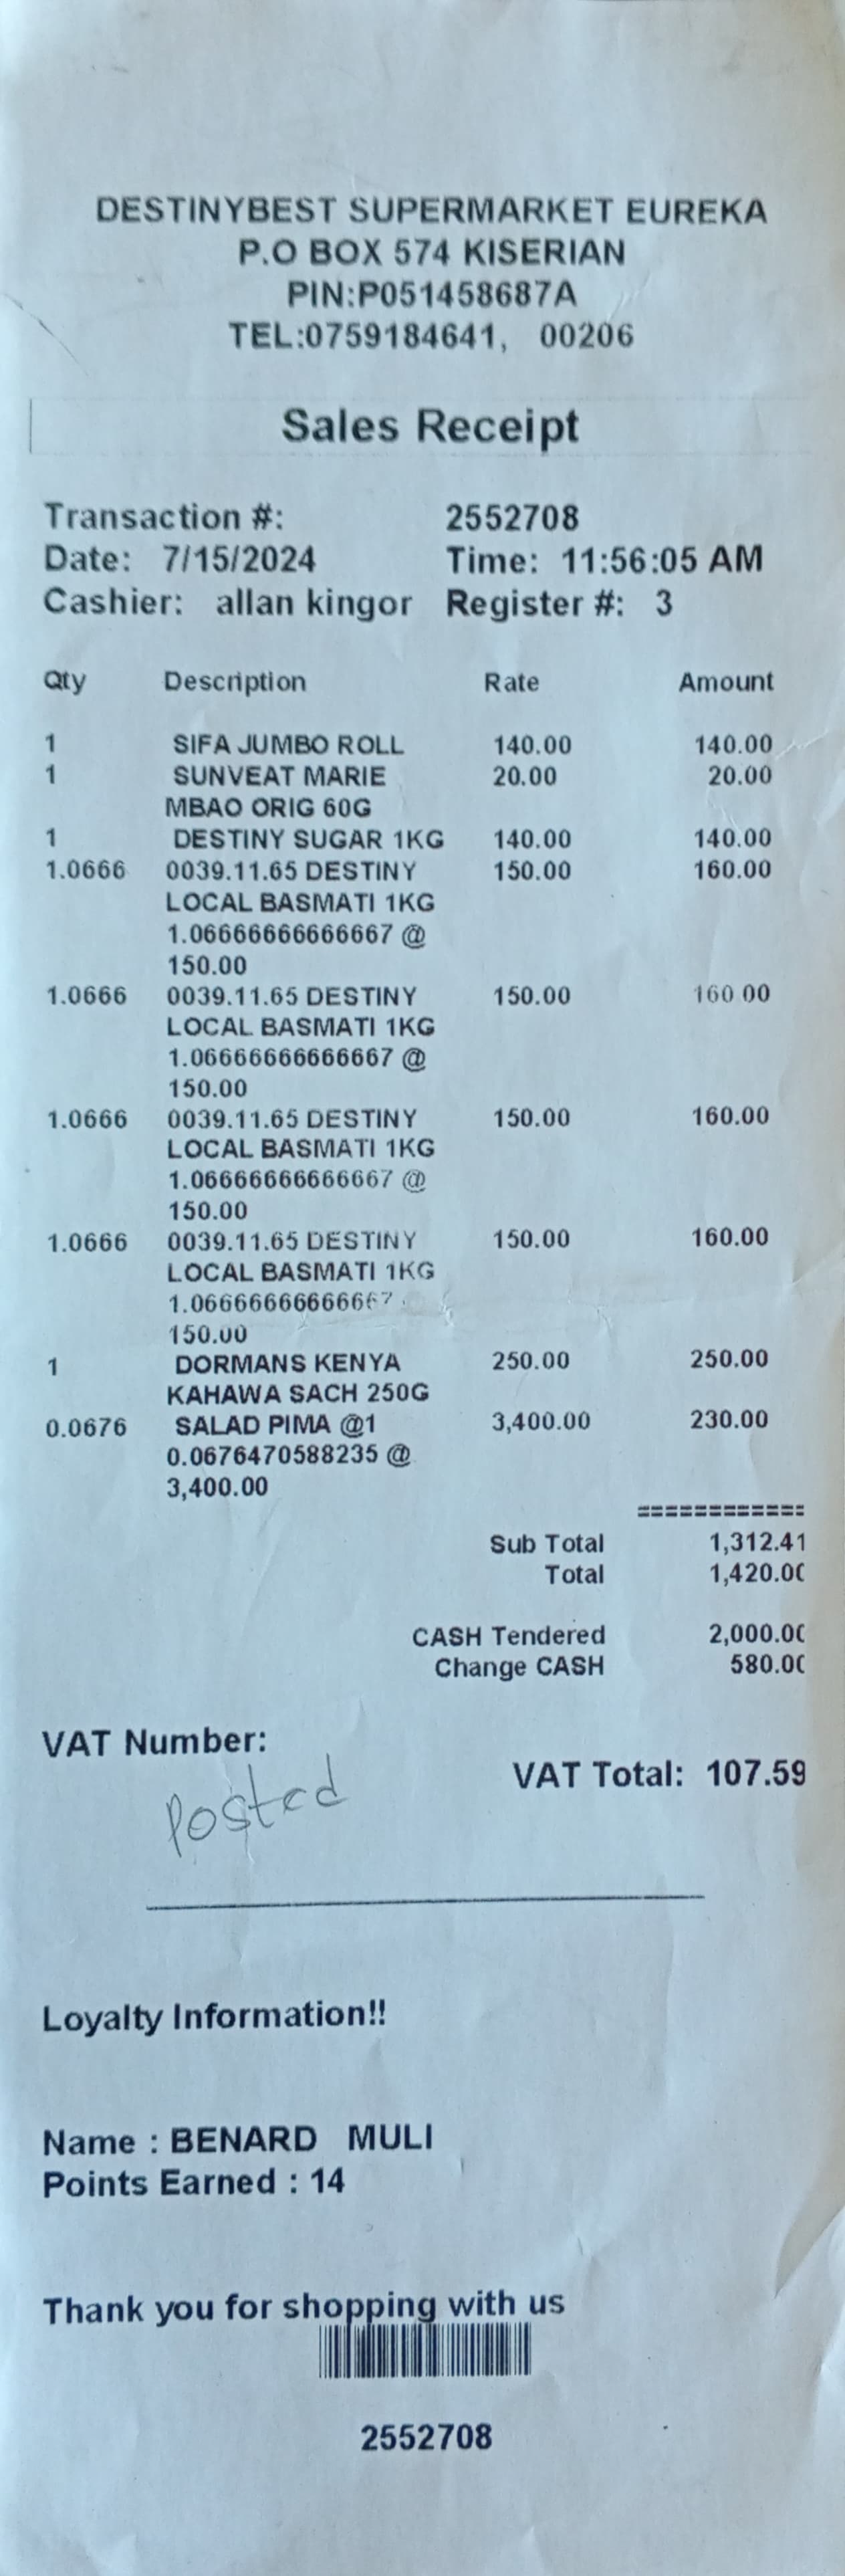 DESTINYBEST SUPERMARKET EUREKA
P.O BOX 574 KISERIAN
PIN:P051458687A
TEL:0759184641, 00206
Sales Receipt
Transaction #: 2552708
Date: 7/15/2024 Time: 11:56:05 AM
Cashier: allan kingor Register #: 3
Qty Description Rate Amount
1 SIFA JUMBO ROLL 140.00 140.00
1 SUNVEAT MARIE 20.00 20.00
MBAO ORIG 60G
1 DESTINY SUGAR 1KG 140.00 140.00
1.0666 0039.11.65 DESTINY 150.00 160.00
LOCAL BASMATI 1KG
1.06666666666667 @
150.00
1.0666 0039.11.65 DESTINY 150.00 160 00
LOCAL BASMATI 1KG
1.06666666666667 @
150.00
1.0666 0039.11.65 DESTINY 150.00 160.00
LOCAL BASMATI 1KG
1.06666666666667 @
150.00
1.0666 0039.11.65 DESTINY 150.00 160.00
LOCAL BASMATI 1KG
1.06666666666667
150.00
1 DORMANS KENYA 250.00 250.00
KAHAWA SACH 250G
0.0676 SALAD PIMA @1 3,400.00 230.00
0.0676470588235 @
3,400.00
============
Sub Total 1,312.41
Total 1,420.00
CASH Tendered 2,000.00
Change CASH 580.00
VAT Number:
VAT Total: 107.59
Posted
Loyalty Information!!
Name : BENARD MULI
Points Earned : 14
Thank you for shopping with us
2552708